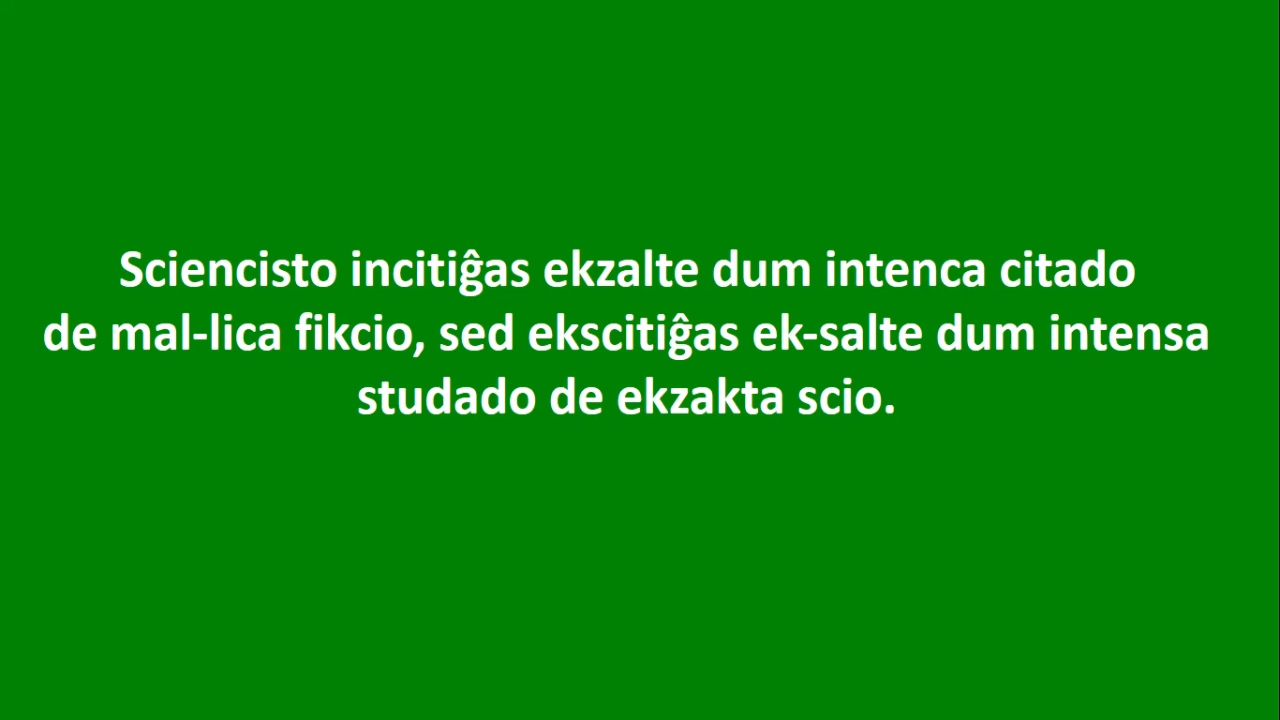 Sciencisto incitiĝas ekzalte dum intenca citado
de mal-lica fikcio, sed ekscitiĝas ek-salte dum intensa
studado de ekzakta scio.